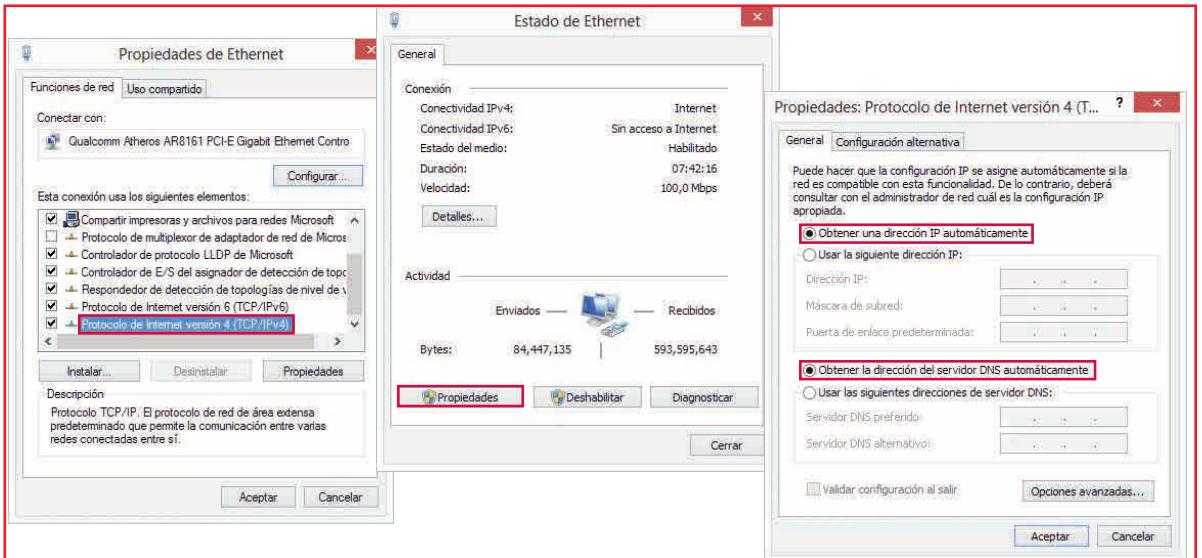 Propiedades de Ethernet
Funciones de red
Uso compartido
Conectar con:
Qualcomm Atheros AR8161 PCI-E Gigabit Ethernet Contro
Configurar...
Esta conexión usa los siguientes elementos:
Compartir impresoras y archivos para redes Microsoft
Protocolo de multiplexor de adaptador de red de Micros
Controlador de protocolo LLDP de Microsoft
Controlador de E/S del asignador de detección de topc
Respondedor de detección de topologías de nivel de v
Protocolo de Internet versión 6 (TCP/IPv6)
Protocolo de Internet versión 4 (TCP/IPv4)
Instalar...
Desinstalar
Propiedades
Descripción
Protocolo TCP/IP. El protocolo de red de área extensa
predeterminado que permite la comunicación entre varias
redes conectadas entre sí.
Aceptar
Cancelar
Estado de Ethernet
General
Conexión
Conectividad IPv4: Internet
Conectividad IPv6: Sin acceso a Internet
Estado del medio: Habilitado
Duración: 07:42:16
Velocidad: 100,0 Mbps
Detalles...
Actividad
Enviados — — Recibidos
Bytes: 84,447,135 | 593,595,643
Propiedades
Deshabilitar
Diagnosticar
Cerrar
Propiedades: Protocolo de Internet versión 4 (T... ?
General
Configuración alternativa
Puede hacer que la configuración IP se asigne automáticamente si la
red es compatible con esta funcionalidad. De lo contrario, deberá
consultar con el administrador de red cuál es la configuración IP
apropiada.
Obtener una dirección IP automáticamente
Usar la siguiente dirección IP:
Dirección IP:
Máscara de subred:
Puerta de enlace predeterminada:
Obtener la dirección del servidor DNS automáticamente
Usar las siguientes direcciones de servidor DNS:
Servidor DNS preferido:
Servidor DNS alternativo:
Validar configuración al salir
Opciones avanzadas...
Aceptar
Cancelar